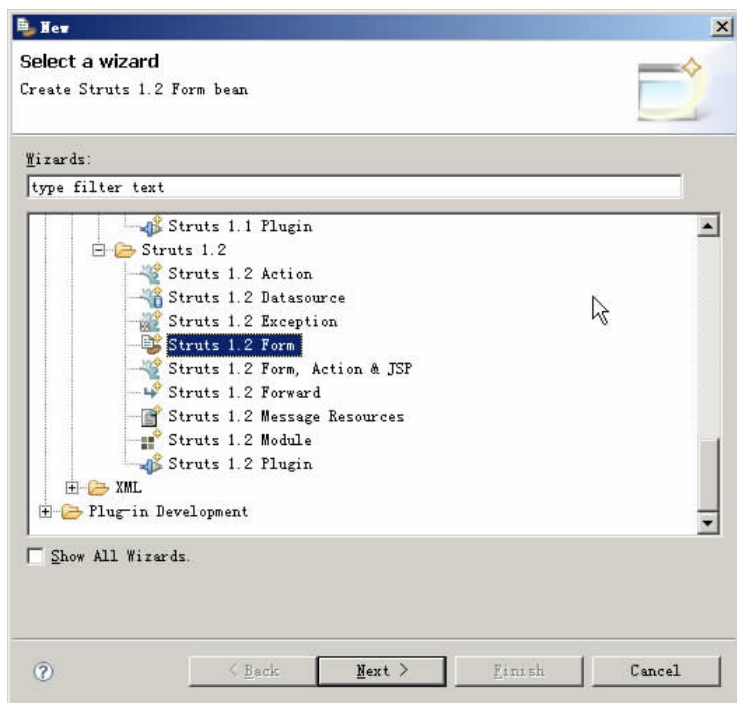 New
Select a wizard
Create Struts 1.2 Form bean
Wizards:
type filter text
Struts 1.1 Plugin
Struts 1.2
Struts 1.2 Action
Struts 1.2 Datasource
Struts 1.2 Exception
Struts 1.2 Form
Struts 1.2 Form, Action & JSP
Struts 1.2 Forward
Struts 1.2 Message Resources
Struts 1.2 Module
Struts 1.2 Plugin
XML
Plug-in Development
Show All Wizards.
< Back Next > Finish Cancel